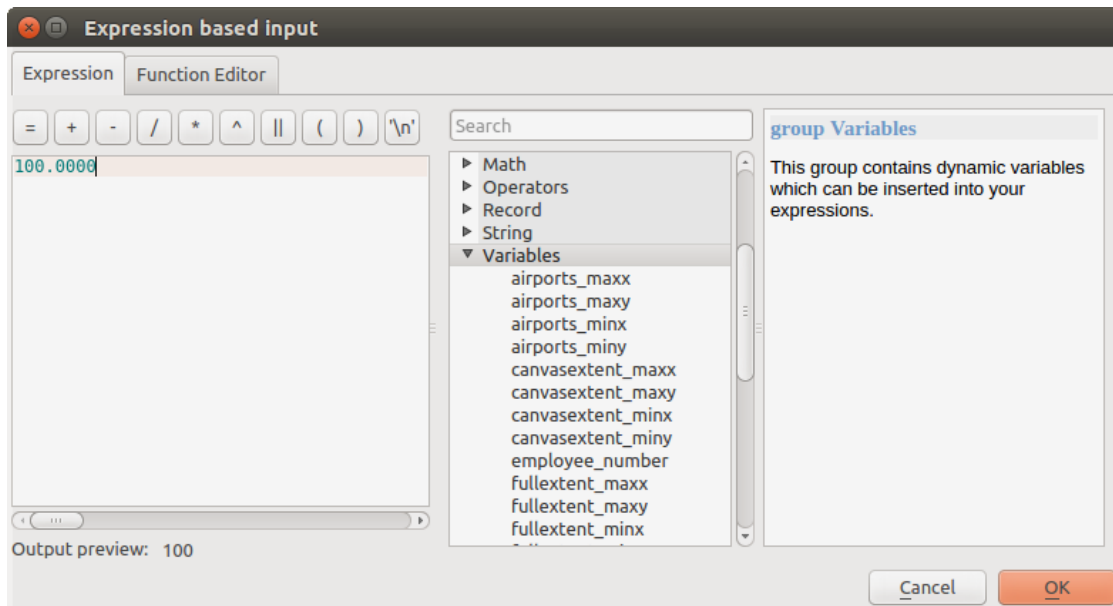 Expression based input
Expression
Function Editor
= + - / * ^ || ( ) '\n'
100.0000
Output preview: 100
Search
Math
Operators
Record
String
Variables
airports_maxx
airports_maxy
airports_minx
airports_miny
canvasextent_maxx
canvasextent_maxy
canvasextent_minx
canvasextent_miny
employee_number
fullextent_maxx
fullextent_maxy
fullextent_minx
group Variables
This group contains dynamic variables
which can be inserted into your
expressions.
Cancel
OK